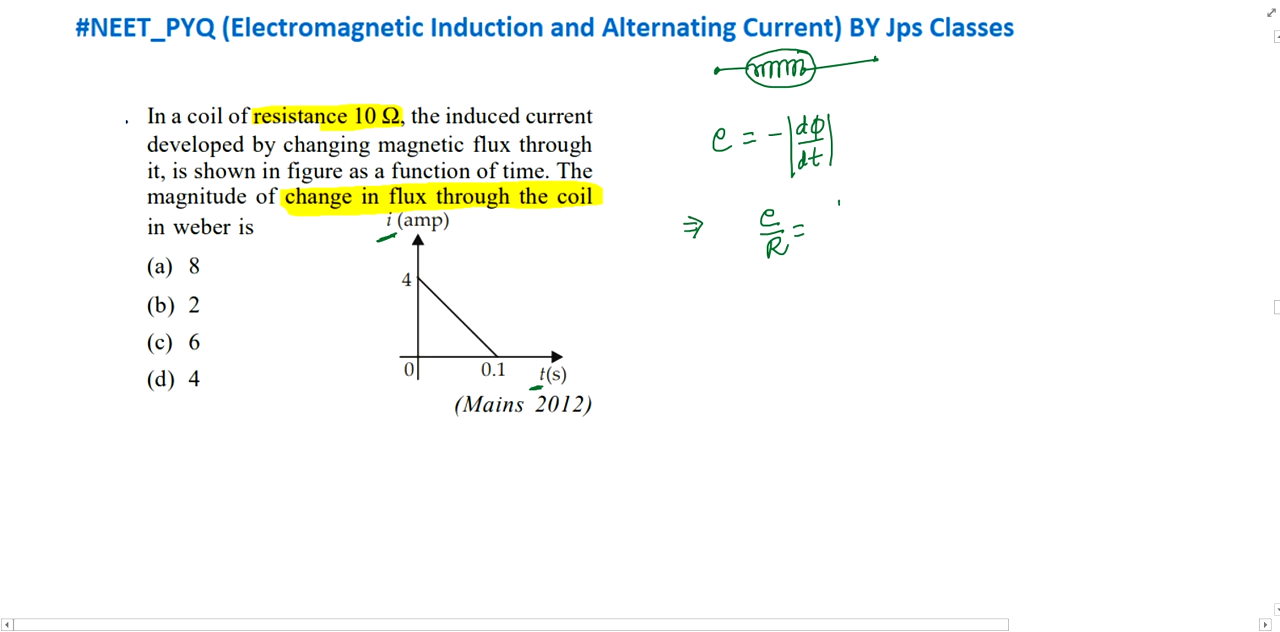 #NEET_PYQ (Electromagnetic Induction and Alternating Current) BY Jps Classes
. In a coil of resistance 10 Ω, the induced current
developed by changing magnetic flux through
it, is shown in figure as a function of time. The
magnitude of change in flux through the coil
in weber is
(a) 8
(b) 2
(c) 6
(d) 4
i (amp)
4
0
0.1
t(s)
(Mains 2012)
e = -|dφ/dt|
⇒ e/R =